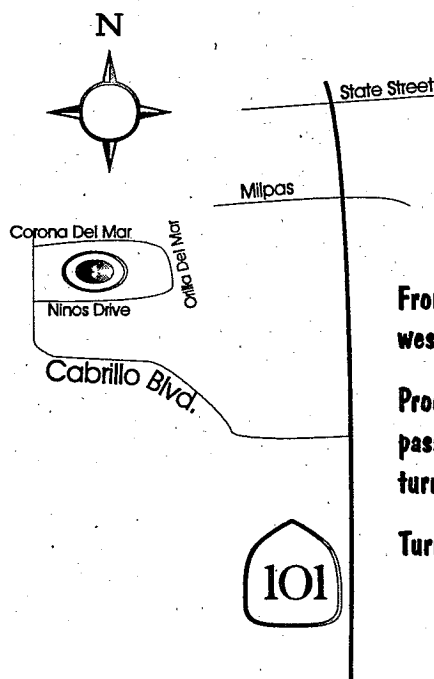 N
State Street
Milpas
Corona Del Mar
Orilla Del Mar
Ninos Drive
Cabrillo Blvd.
101